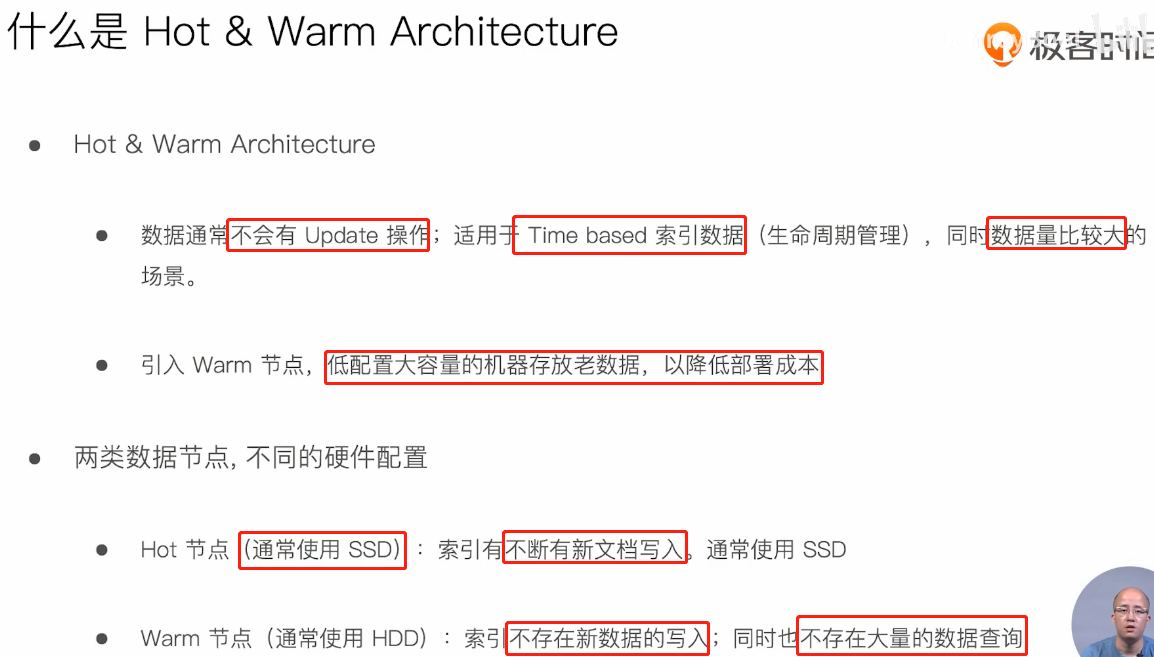 什么是 Hot & Warm Architecture
极客时间
Hot & Warm Architecture
数据通常不会有 Update 操作；适用于 Time based 索引数据（生命周期管理），同时数据量比较大的
场景。
引入 Warm 节点，低配置大容量的机器存放老数据，以降低部署成本
两类数据节点, 不同的硬件配置
Hot 节点（通常使用 SSD）：索引有不断有新文档写入。通常使用 SSD
Warm 节点（通常使用 HDD）：索引不存在新数据的写入；同时也不存在大量的数据查询